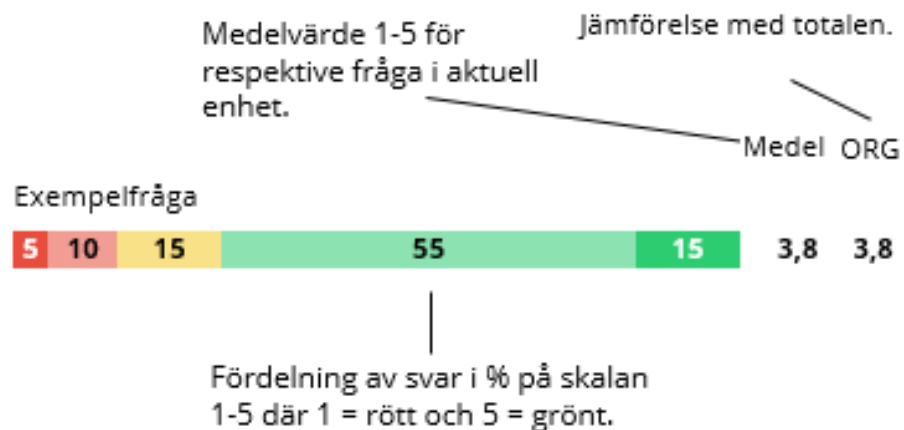 Medelvärde 1-5 för
respektive fråga i aktuell
enhet.
Jämförelse med totalen.
Medel ORG
Exempelfråga
5 10 15 55 15 3,8 3,8
Fördelning av svar i % på skalan
1-5 där 1 = rött och 5 = grönt.